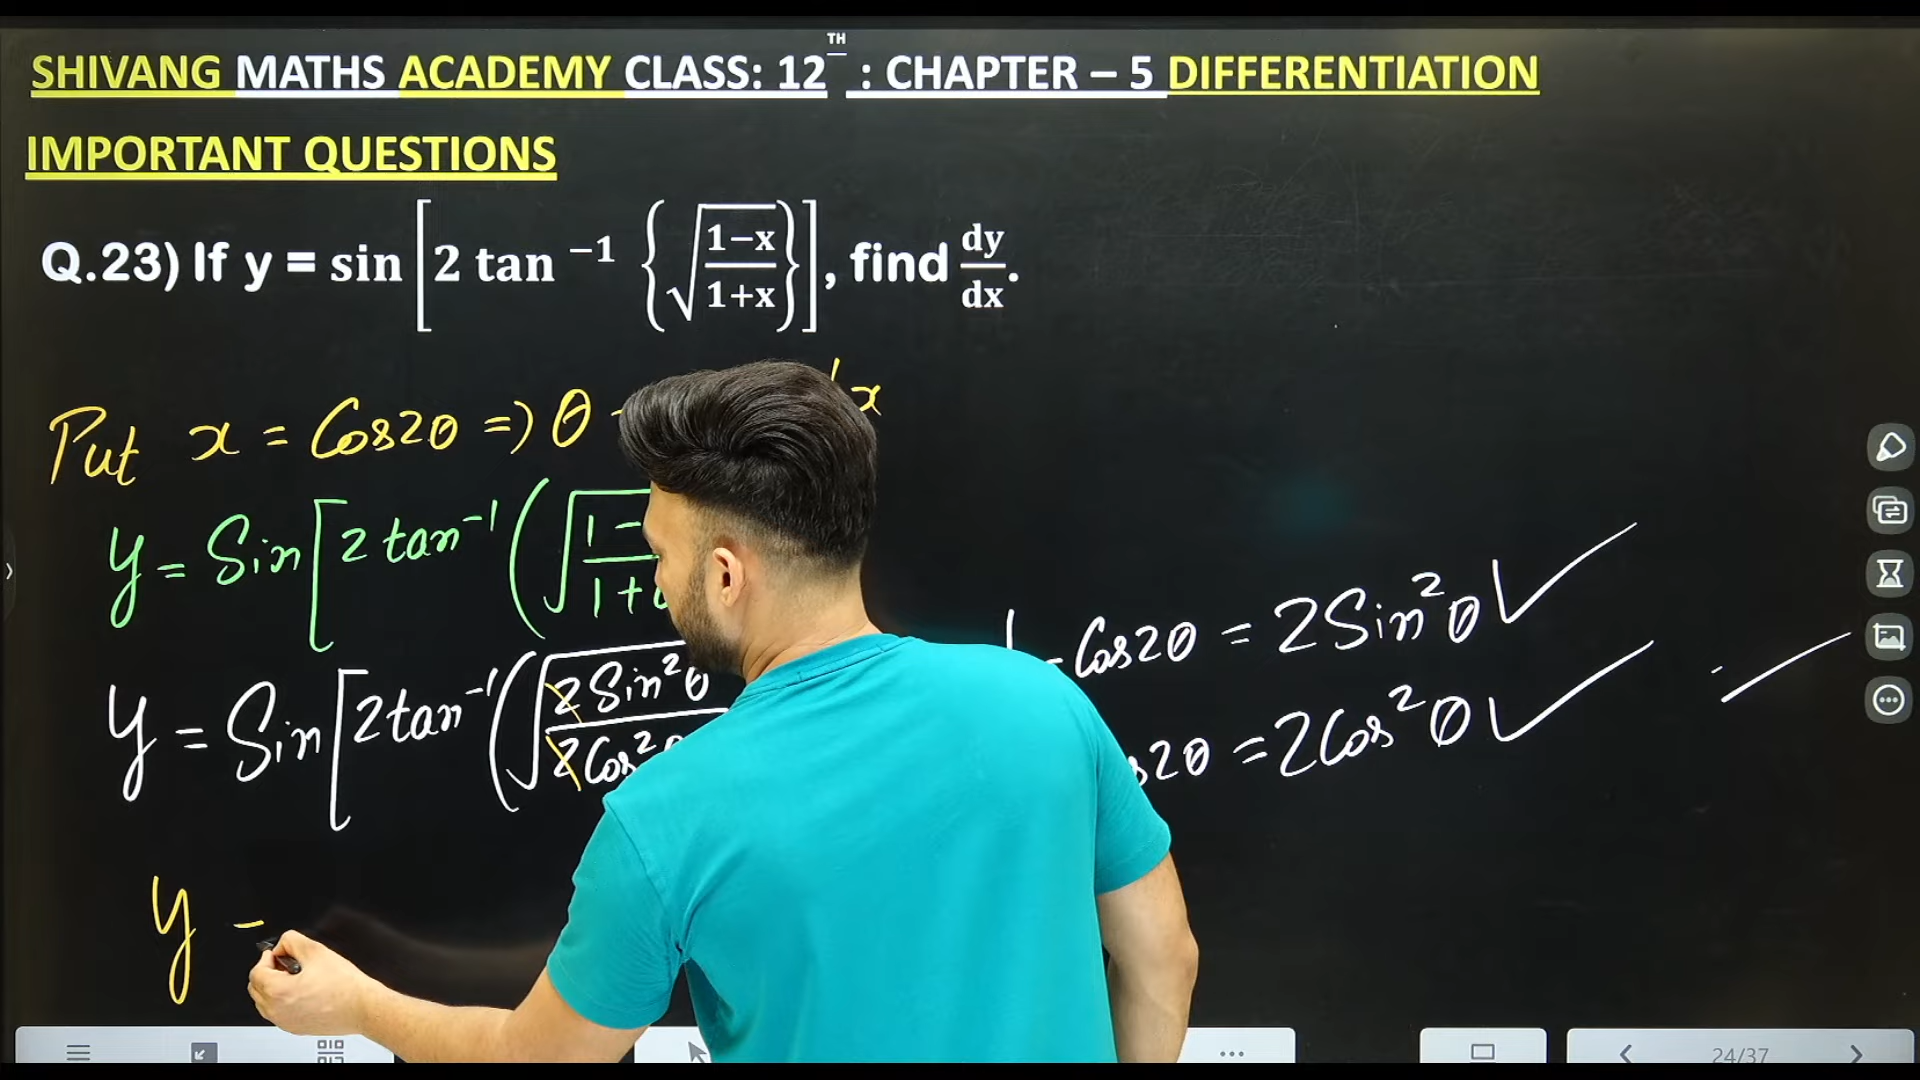 SHIVANG MATHS ACADEMY CLASS: 12TH : CHAPTER – 5 DIFFERENTIATION
IMPORTANT QUESTIONS
Q.23) If y = sin [2 tan⁻¹ {√(1−x)/(1+x)}], find dy/dx.
Put x = Cos2θ ⇒ θ x
y = Sin[2 tan⁻¹(√ 1− / 1+
1 - Cos2θ = 2Sin²θ ✓
y = Sin[2tan⁻¹(√ 2Sin²θ / 2Cos²
s2θ = 2Cos²θ ✓
y =
24/37